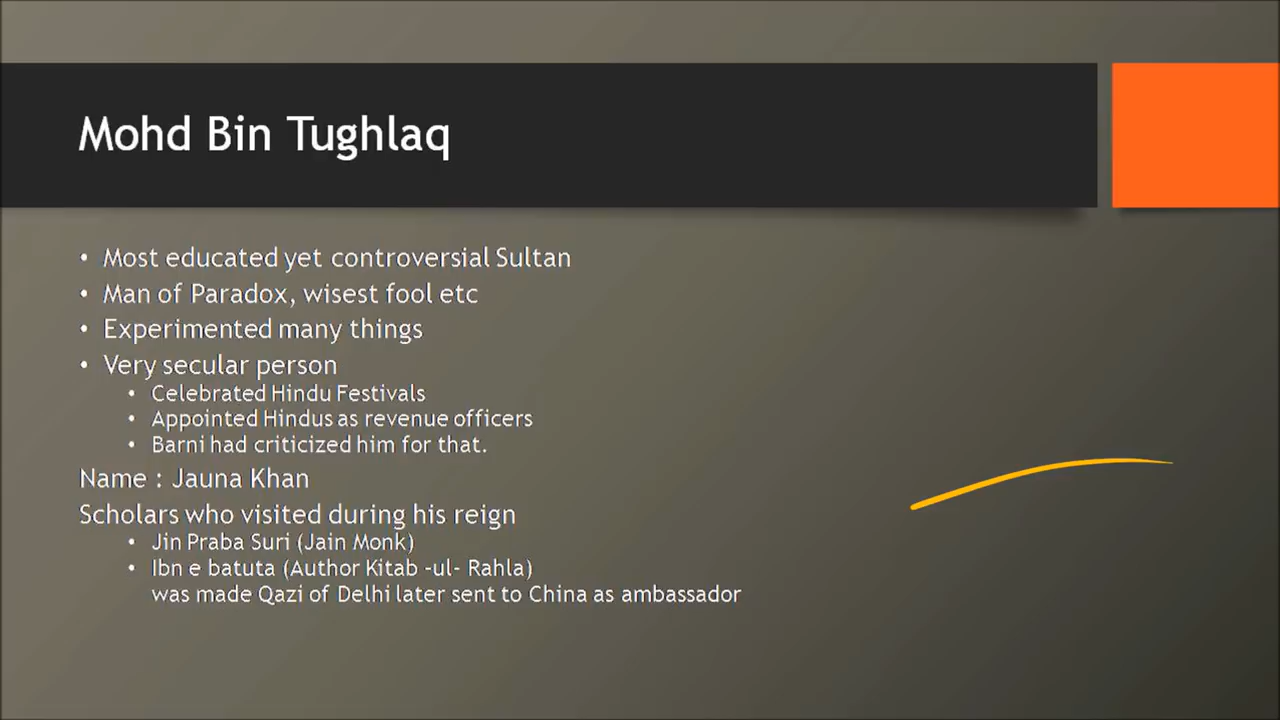 Mohd Bin Tughlaq
• Most educated yet controversial Sultan
• Man of Paradox, wisest fool etc
• Experimented many things
• Very secular person
• Celebrated Hindu Festivals
• Appointed Hindus as revenue officers
• Barni had criticized him for that.
Name : Jauna Khan
Scholars who visited during his reign
• Jin Praba Suri (Jain Monk)
• Ibn e batuta (Author Kitab -ul- Rahla)
was made Qazi of Delhi later sent to China as ambassador